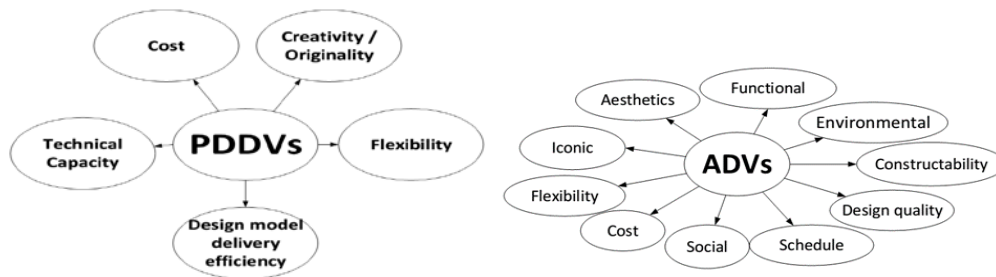 Cost
Creativity /
Originality
Technical
Capacity
PDDVs
Flexibility
Design model
delivery
efficiency
Functional
Aesthetics
Environmental
Iconic
ADVs
Constructability
Flexibility
Design quality
Cost
Social
Schedule